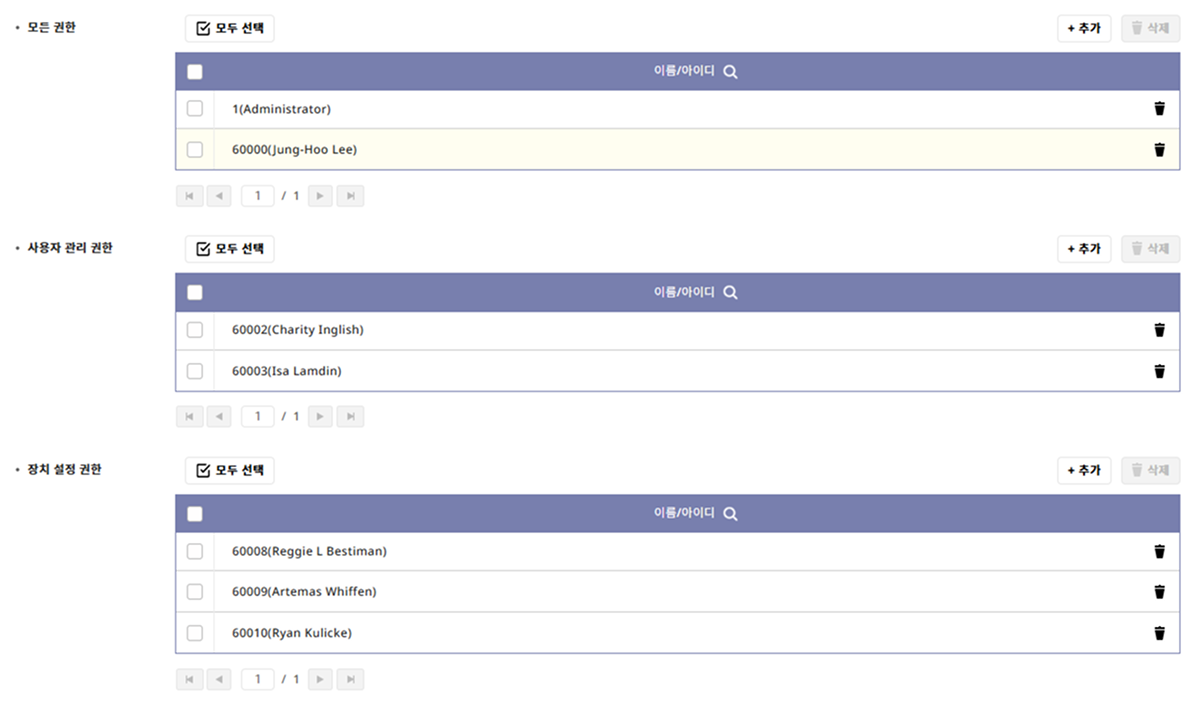 • 모든 권한
모두 선택
+ 추가
삭제
이름/아이디
1(Administrator)
60000(Jung-Hoo Lee)
1 / 1
• 사용자 관리 권한
모두 선택
+ 추가
삭제
이름/아이디
60002(Charity Inglish)
60003(Isa Lamdin)
1 / 1
• 장치 설정 권한
모두 선택
+ 추가
삭제
이름/아이디
60008(Reggie L Bestiman)
60009(Artemas Whiffen)
60010(Ryan Kulicke)
1 / 1